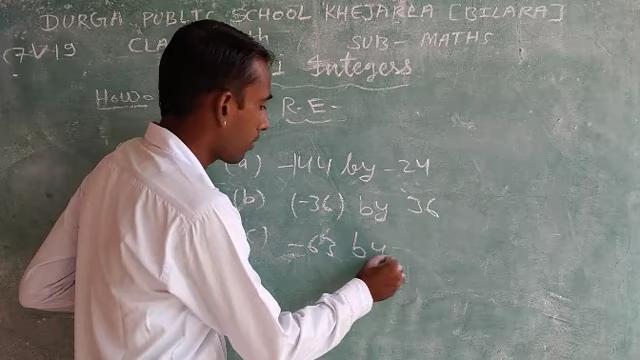 DURGA PUBLIC SCHOOL KHEJARLA [BILARA]
SUB- MATHS
Integers
R.E-
(a) -144 by -24
(b) (-36) by 36
-63 by -